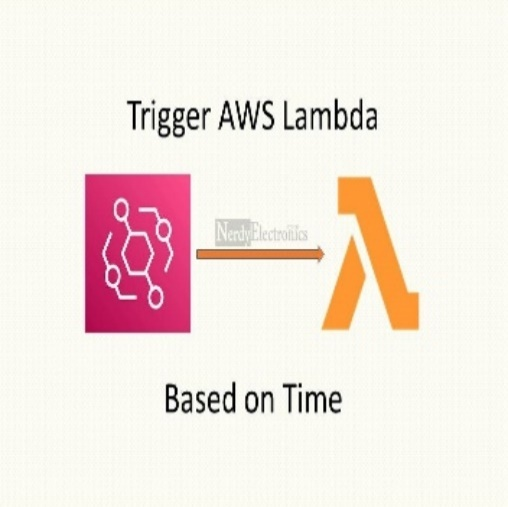 Trigger AWS Lambda
NerdyElectronics
Based on Time